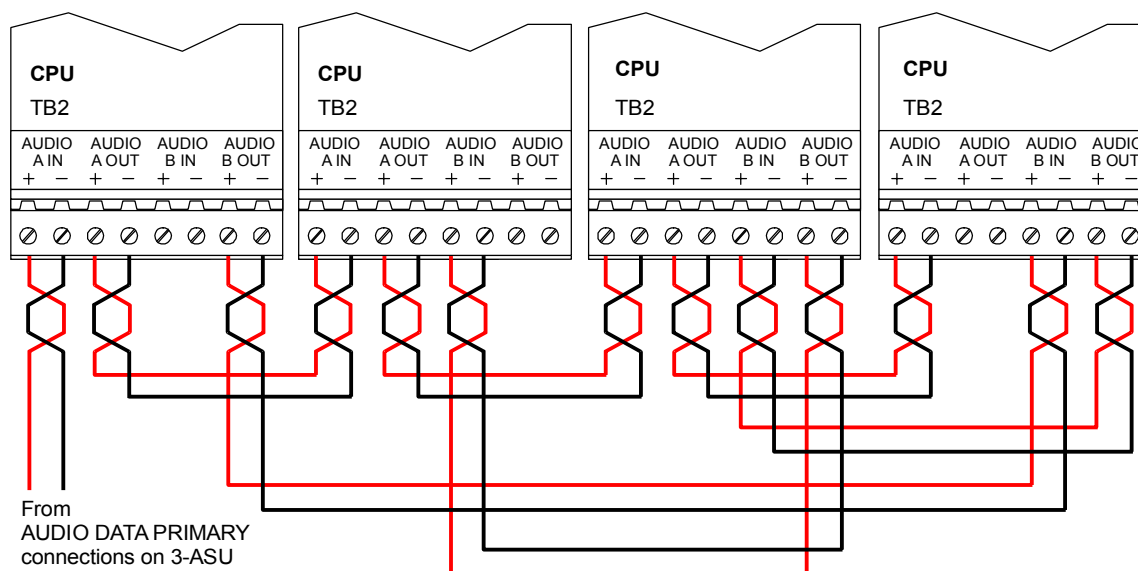 CPU
TB2
AUDIO A IN
AUDIO A OUT
AUDIO B IN
AUDIO B OUT
+ − + − + − + −
CPU
TB2
AUDIO A IN
AUDIO A OUT
AUDIO B IN
AUDIO B OUT
+ − + − + − + −
CPU
TB2
AUDIO A IN
AUDIO A OUT
AUDIO B IN
AUDIO B OUT
+ − + − + − + −
CPU
TB2
AUDIO A IN
AUDIO A OUT
AUDIO B IN
AUDIO B OUT
+ − + − + − + −
From
AUDIO DATA PRIMARY
connections on 3-ASU